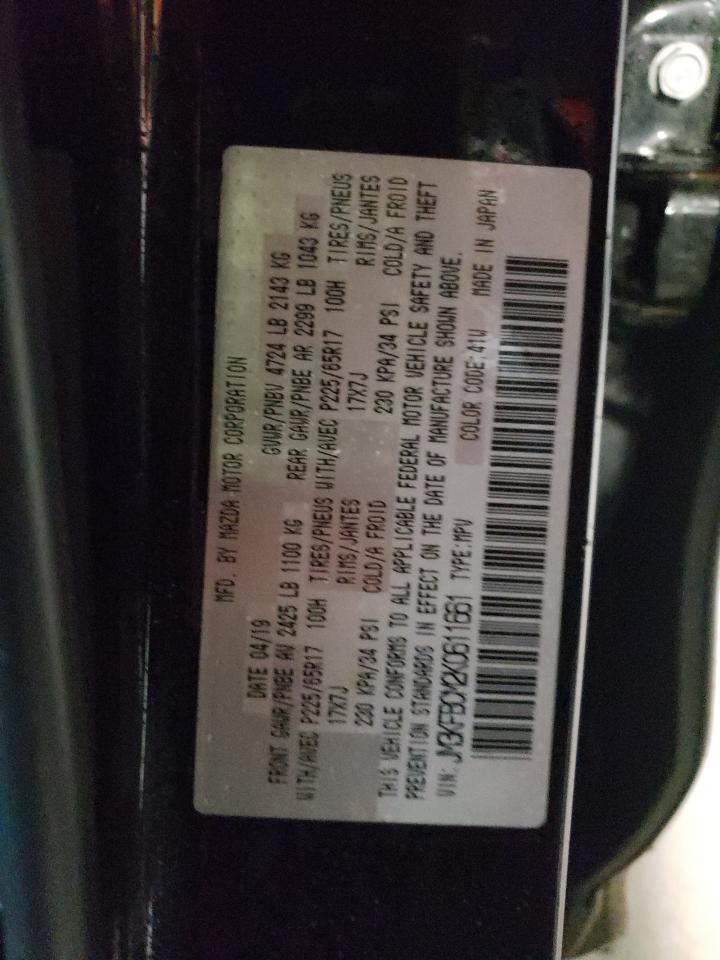 MFD. BY MAZDA MOTOR CORPORATION
DATE 04/19 GVWR/PNBV 4724 LB 2143 KG
FRONT GAWR/PNBE AV 2425 LB 1100 KG REAR GAWR/PNBE AR 2299 LB 1043 KG
WITH/AVEC P225/65R17 100H TIRES/PNEUS WITH/AVEC P225/65R17 100H TIRES/PNEUS
17X7J RIMS/JANTES 17X7J RIMS/JANTES
230 KPA/34 PSI COLD/A FROID 230 KPA/34 PSI COLD/A FROID
THIS VEHICLE CONFORMS TO ALL APPLICABLE FEDERAL MOTOR VEHICLE SAFETY AND THEFT
PREVENTION STANDARDS IN EFFECT ON THE DATE OF MANUFACTURE SHOWN ABOVE.
VIN: JM3KFBCM2K0611661 TYPE:MPV COLOR CODE:41W MADE IN JAPAN